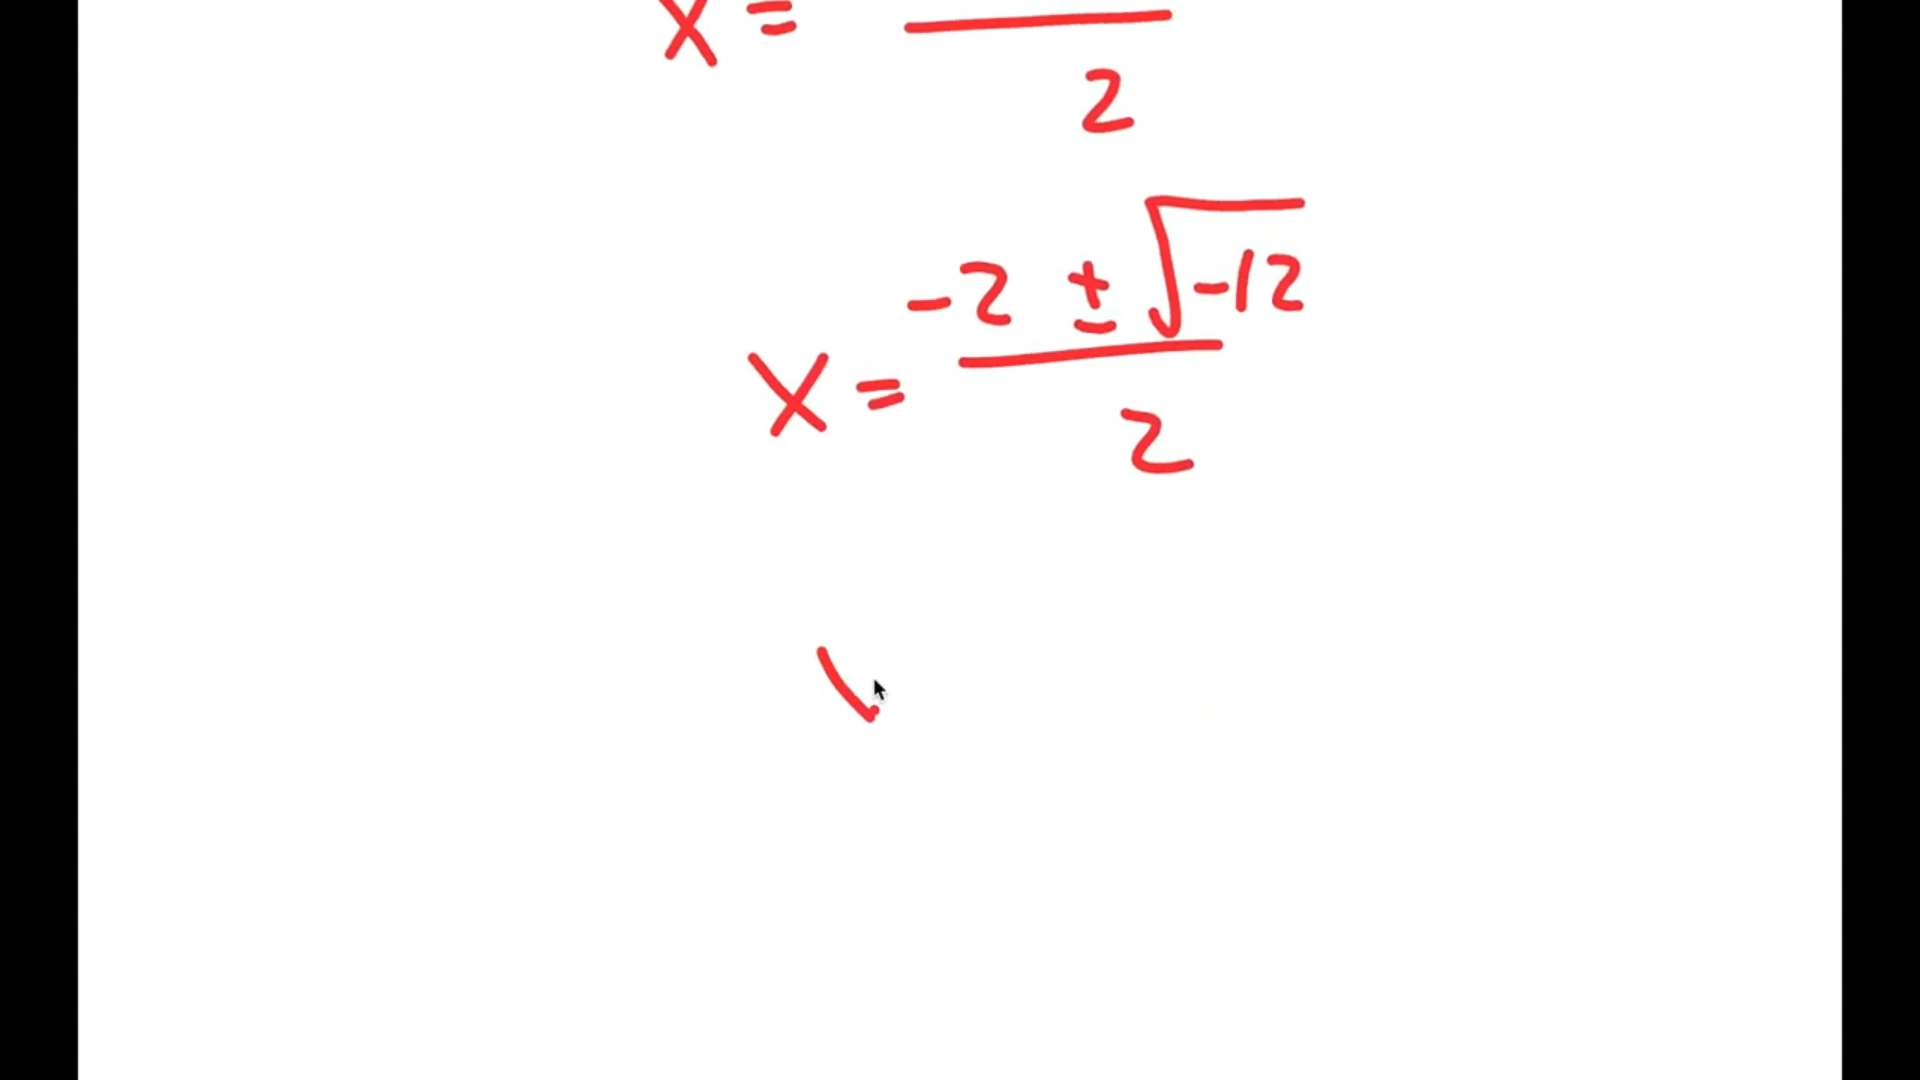 x =
2
-2 ± √-12
x =
2